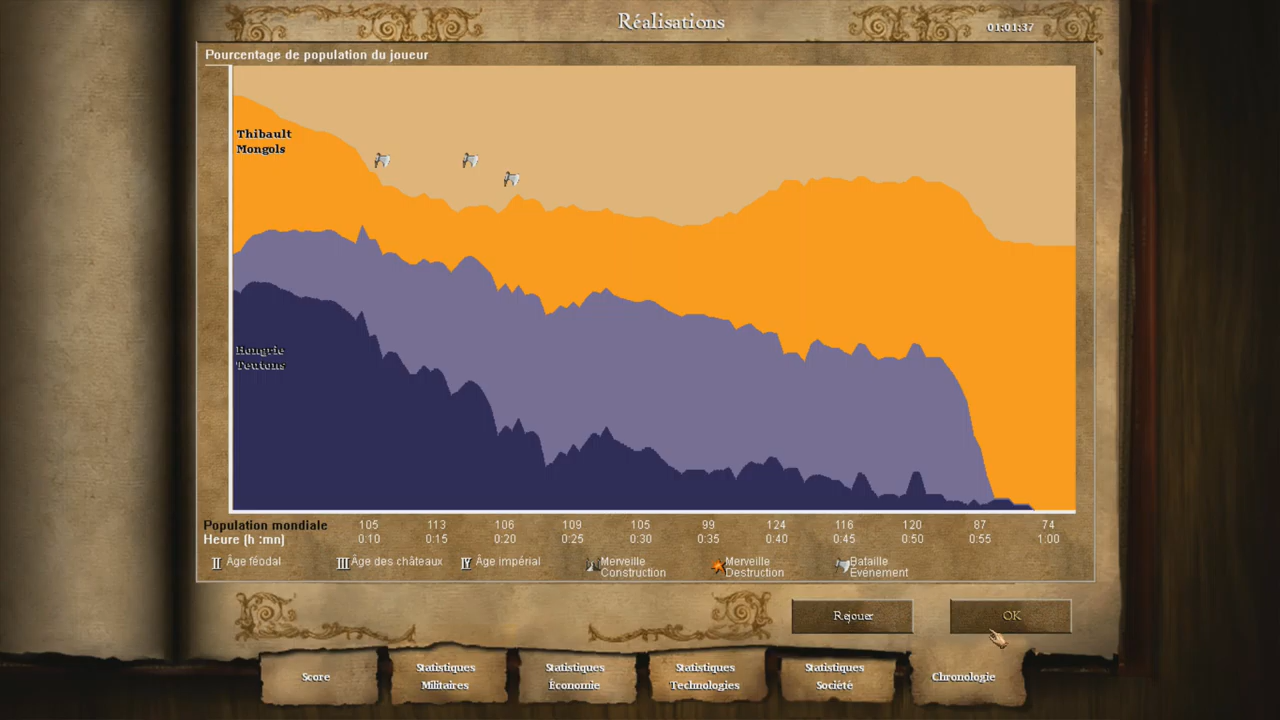 Réalisations
01:01:37
Pourcentage de population du joueur
Thibault
Mongols
Hongrie
Teutons
Population mondiale 105 113 106 109 105 99 124 116 120 87 74
Heure (h :mn) 0:10 0:15 0:20 0:25 0:30 0:35 0:40 0:45 0:50 0:55 1:00
II Âge féodal III Âge des châteaux IV Âge impérial Merveille Merveille Bataille
Construction Destruction Événement
Rejouer OK
Score Statistiques Statistiques Statistiques Statistiques Chronologie
Militaires Économie Technologies Société